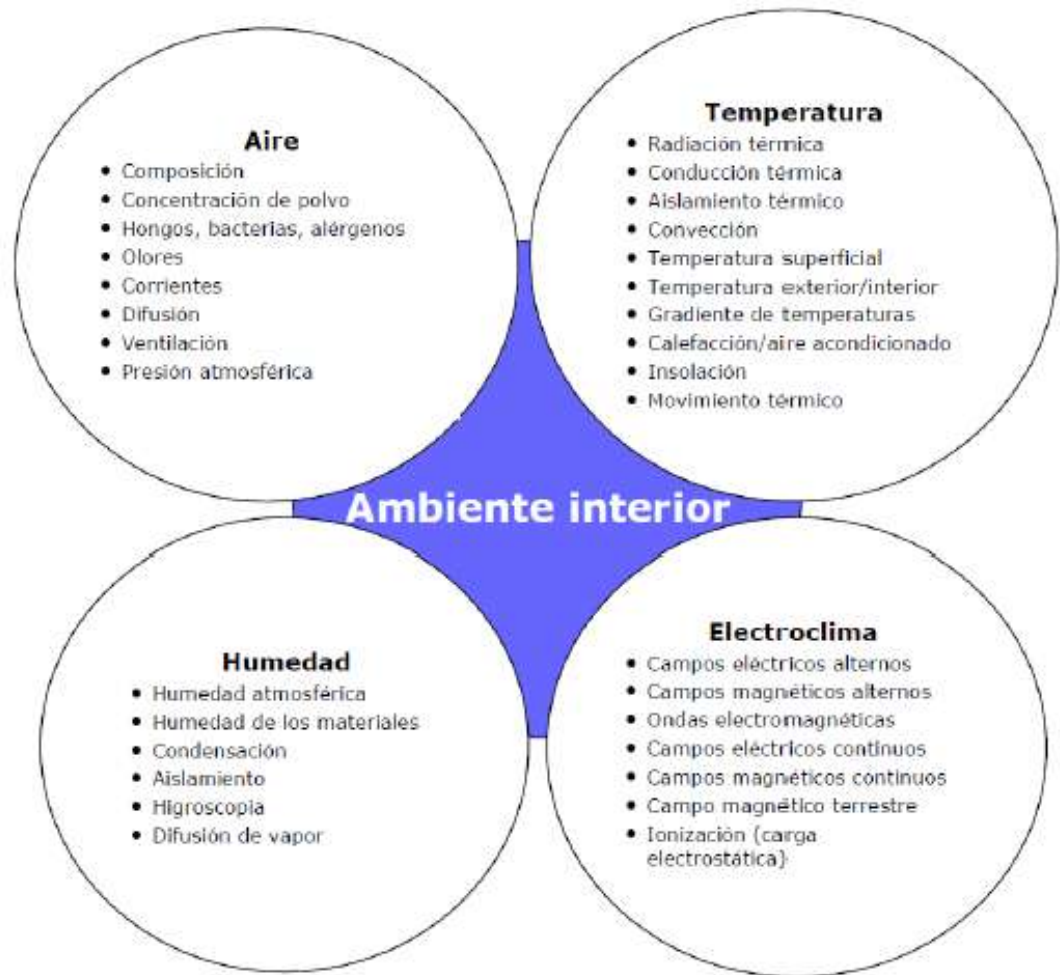 Aire
• Composición
• Concentración de polvo
• Hongos, bacterias, alérgenos
• Olores
• Corrientes
• Difusión
• Ventilación
• Presión atmosférica
Temperatura
• Radiación térmica
• Conducción térmica
• Aislamiento térmico
• Convección
• Temperatura superficial
• Temperatura exterior/interior
• Gradiente de temperaturas
• Calefacción/aire acondicionado
• Insolación
• Movimiento térmico
Ambiente interior
Humedad
• Humedad atmosférica
• Humedad de los materiales
• Condensación
• Aislamiento
• Higroscopia
• Difusión de vapor
Electroclima
• Campos eléctricos alternos
• Campos magnéticos alternos
• Ondas electromagnéticas
• Campos eléctricos continuos
• Campos magnéticos continuos
• Campo magnético terrestre
• Ionización (carga
electrostática)